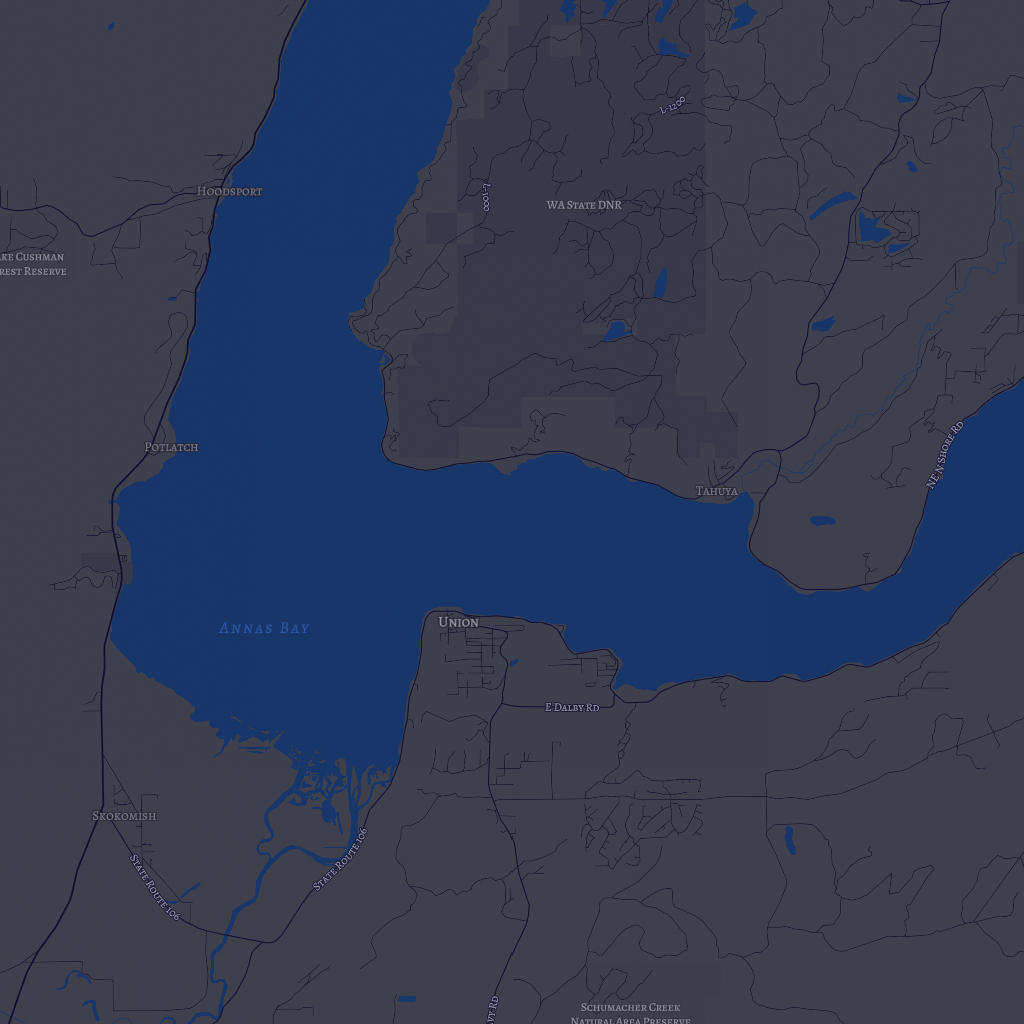 L-1200
Hoodsport
L-1000
WA State DNR
ake Cushman
rest Reserve
NE N Shore Rd
Potlatch
Tahuya
Annas Bay
Union
E Dalby Rd
Skokomish
State Route 106
State Route 106
vy Rd
Schumacher Creek
Natural Area Preserve